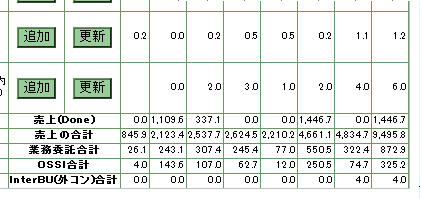 追加 更新 0.2 0.0 0.2 0.5 0.5 0.2 1.1 1.2
内
追加 更新 0.0 2.0 3.0 1.0 2.0 4.0 6.0
売上(Done) 0.0 1,109.6 337.1 0.0 0.0 1,446.7 0.0 1,446.7
売上の合計 845.9 2,123.4 2,537.7 2,624.5 2,210.2 4,661.1 4,834.7 9,495.8
業務委託合計 26.1 243.1 307.4 245.4 77.0 550.5 322.4 872.9
OSSI合計 4.0 143.6 107.0 62.7 12.0 250.5 74.7 325.2
InterBU(外コン)合計 0.0 0.0 0.0 0.0 0.0 0.0 4.0 4.0